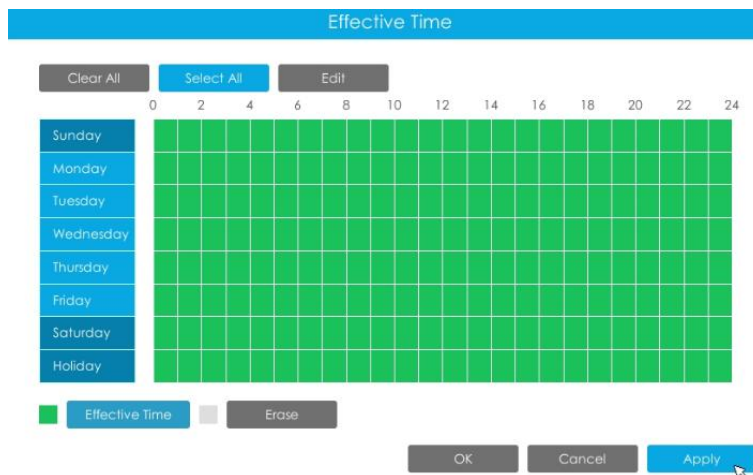 Effective Time
Clear All Select All Edit
0 2 4 6 8 10 12 14 16 18 20 22 24
Sunday
Monday
Tuesday
Wednesday
Thursday
Friday
Saturday
Holiday
Effective Time Erase
OK Cancel Apply